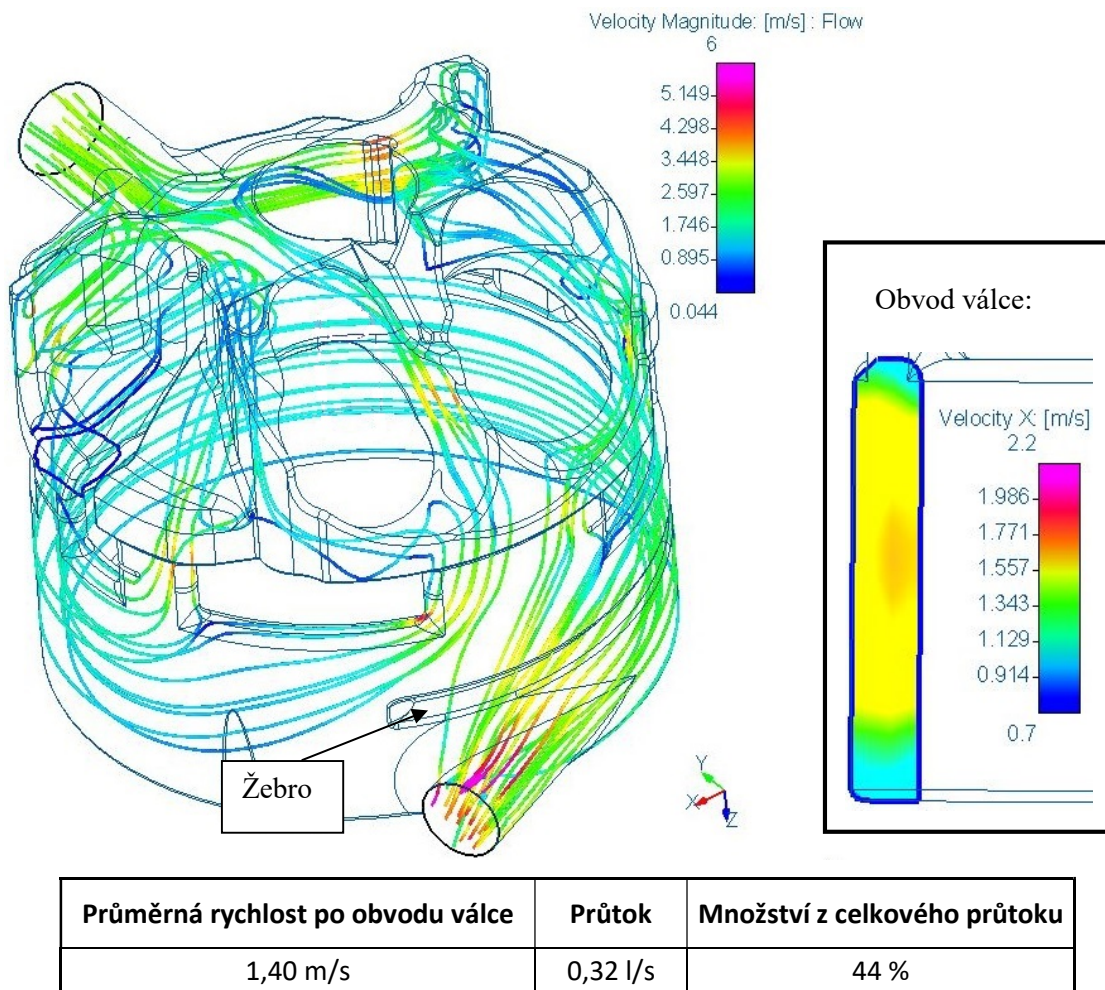 Velocity Magnitude: [m/s] : Flow
6
5.149
4.298
3.448
2.597
1.746
0.895
0.044
Obvod válce:
Velocity X: [m/s]
2.2
1.986
1.771
1.557
1.343
1.129
0.914
0.7
Žebro
Y
X
Z
Průměrná rychlost po obvodu válce Průtok Množství z celkového průtoku
1,40 m/s 0,32 l/s 44 %